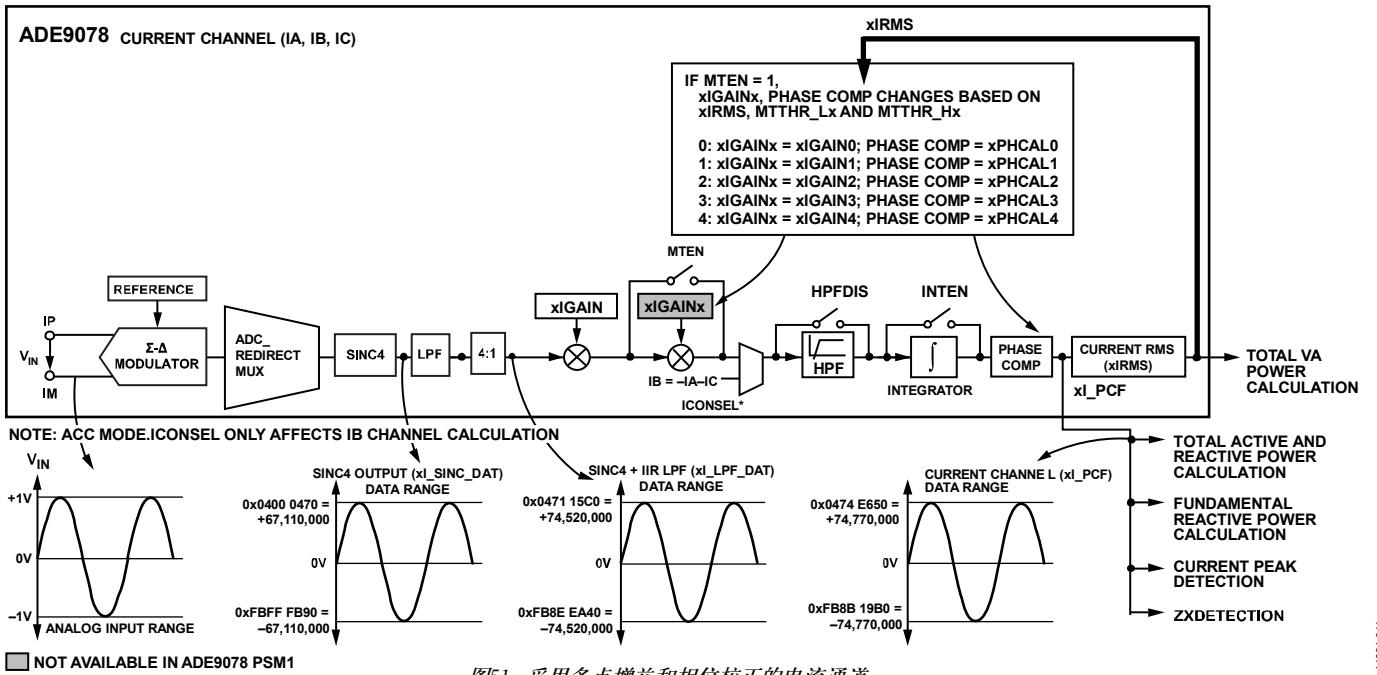 ADE9078 CURRENT CHANNEL (IA, IB, IC)
xIRMS
IF MTEN = 1,
xIGAINx, PHASE COMP CHANGES BASED ON
xIRMS, MTTHR_Lx AND MTTHR_Hx
0: xIGAINx = xIGAIN0; PHASE COMP = xPHCAL0
1: xIGAINx = xIGAIN1; PHASE COMP = xPHCAL1
2: xIGAINx = xIGAIN2; PHASE COMP = xPHCAL2
3: xIGAINx = xIGAIN3; PHASE COMP = xPHCAL3
4: xIGAINx = xIGAIN4; PHASE COMP = xPHCAL4
REFERENCE
IP
VIN
IM
Σ-Δ
MODULATOR
ADC_
REDIRECT
MUX
SINC4
LPF
4:1
xIGAIN
MTEN
xIGAINx
IB = –IA–IC
ICONSEL*
HPFDIS
HPF
INTEN
∫
INTEGRATOR
PHASE
COMP
CURRENT RMS
(xIRMS)
xI_PCF
TOTAL VA
POWER
CALCULATION
NOTE: ACC MODE.ICONSEL ONLY AFFECTS IB CHANNEL CALCULATION
VIN
+1V
0V
–1V
ANALOG INPUT RANGE
SINC4 OUTPUT (xI_SINC_DAT)
DATA RANGE
0x0400 0470 =
+67,110,000
0V
0xFBFF FB90 =
–67,110,000
SINC4 + IIR LPF (xI_LPF_DAT)
DATA RANGE
0x0471 15C0 =
+74,520,000
0V
0xFB8E EA40 =
–74,520,000
CURRENT CHANNE L (xI_PCF)
DATA RANGE
0x0474 E650 =
+74,770,000
0V
0xFB8B 19B0 =
–74,770,000
TOTAL ACTIVE AND
REACTIVE POWER
CALCULATION
FUNDAMENTAL
REACTIVE POWER
CALCULATION
CURRENT PEAK
DETECTION
ZXDETECTION
NOT AVAILABLE IN ADE9078 PSM1